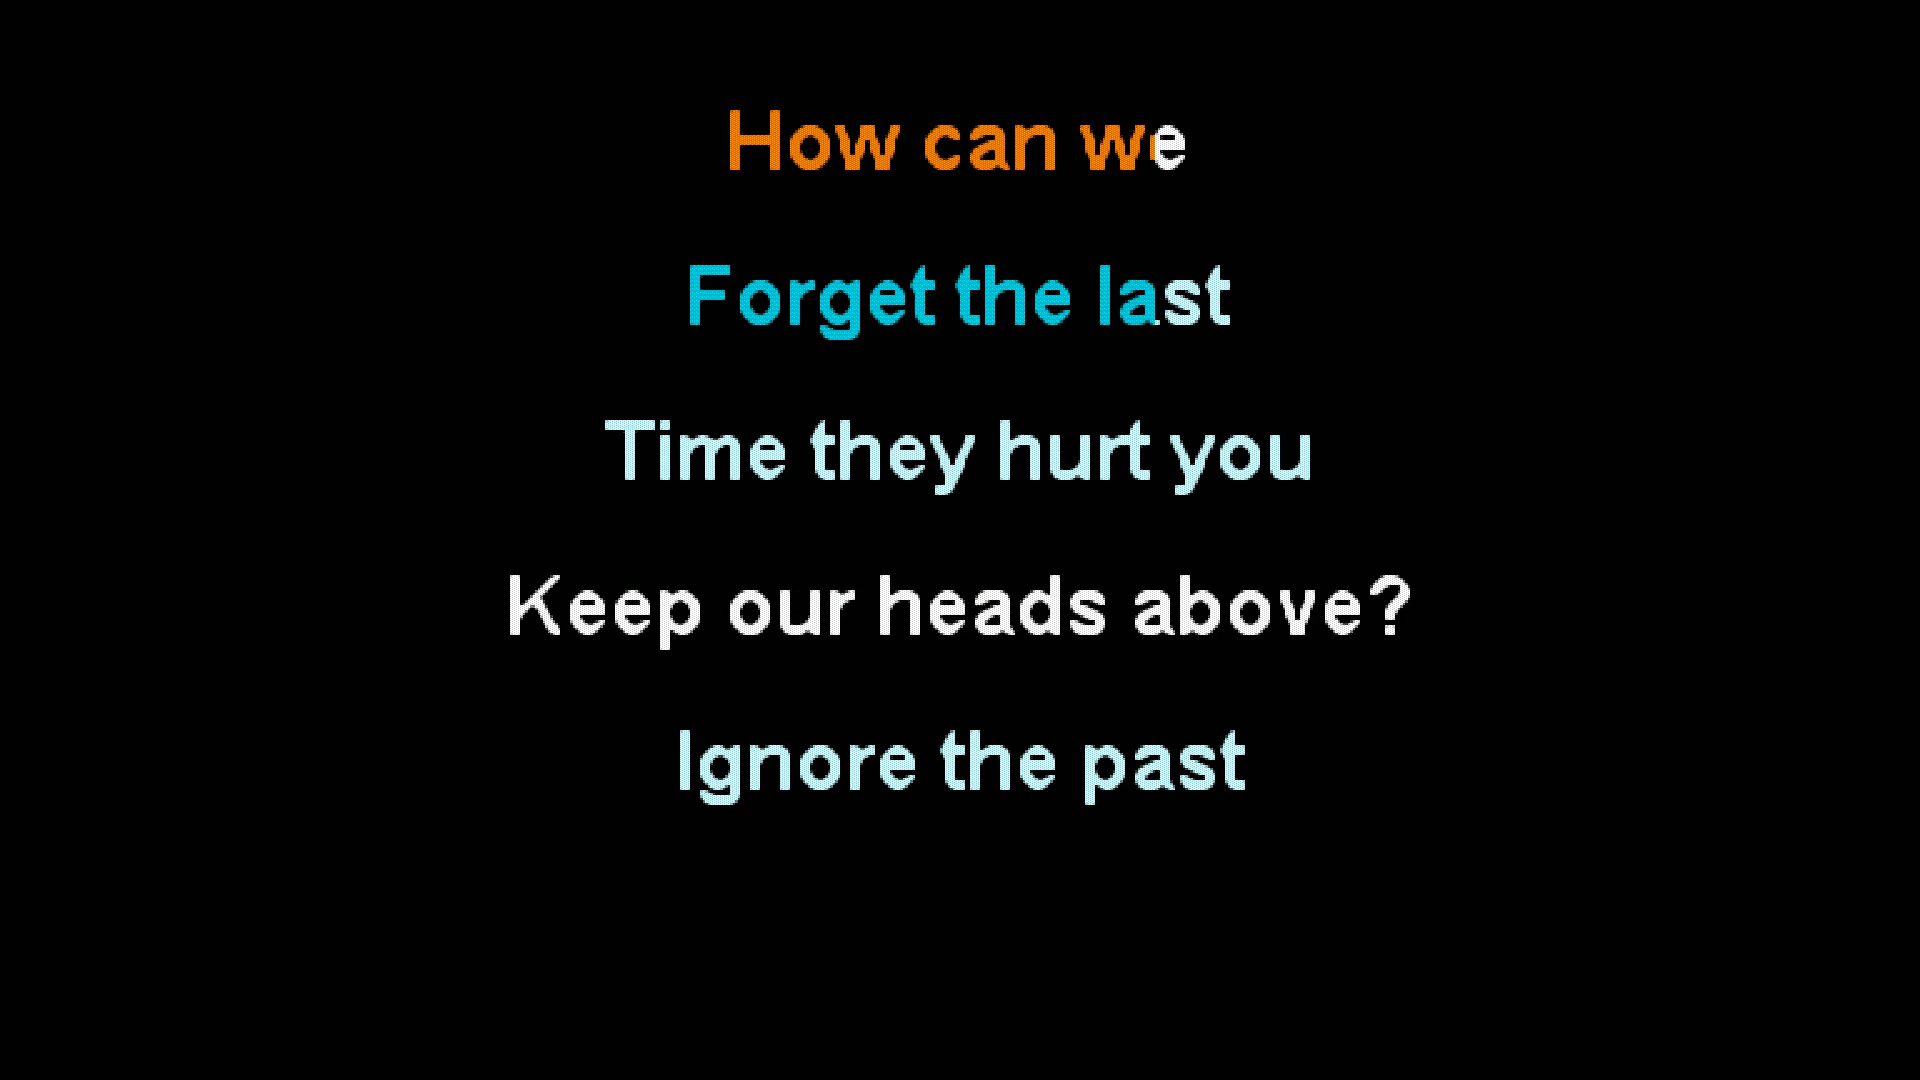 How can we
Forget the last
Time they hurt you
Keep our heads above?
Ignore the past